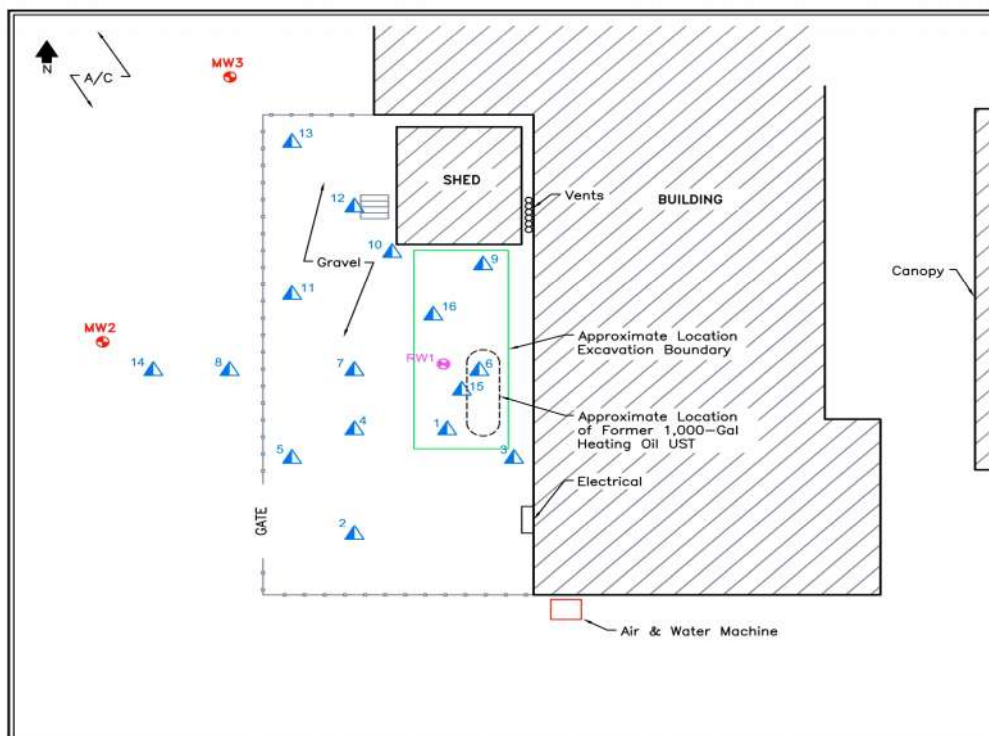 N
A/C
MW3
13
SHED
12
Vents
BUILDING
10
Gravel
9
Canopy
11
16
MW2
Approximate Location
Excavation Boundary
RW1
14
8
7
6
15
Approximate Location
of Former 1,000-Gal
Heating Oil UST
4
1
5
3
Electrical
GATE
2
Air & Water Machine